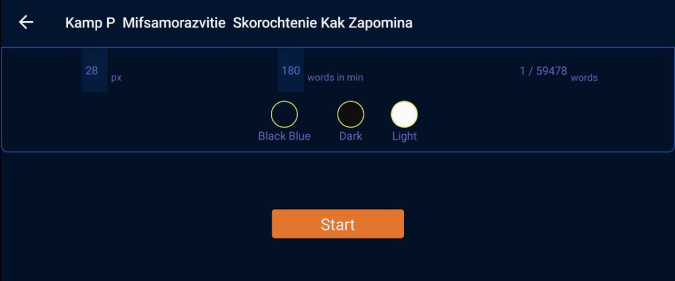 Kamp P Mifsamorazvitie Skorochtenie Kak Zapomina
28 px 180 words in min 1 / 59478 words
Black Blue Dark Light
Start